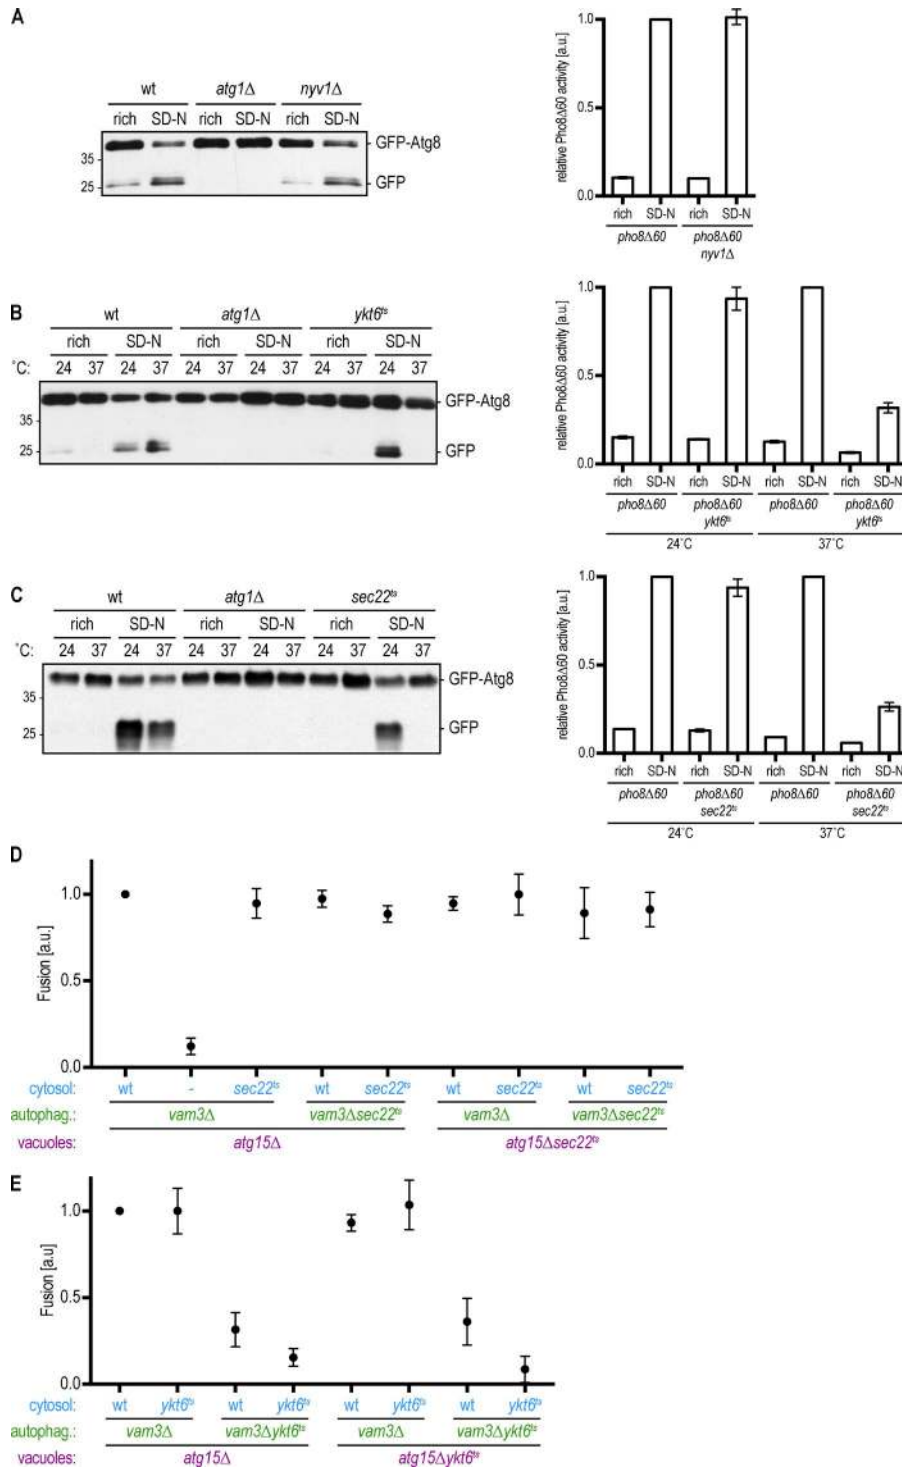 A
wt atg1Δ nyv1Δ
rich SD-N rich SD-N rich SD-N
GFP-Atg8
35
25
GFP
relative Pho8Δ60 activity [a.u.]
1.0
0.5
0.0
rich SD-N rich SD-N
pho8Δ60 pho8Δ60
nyv1Δ
B
wt atg1Δ ykt6ts
rich SD-N rich SD-N rich SD-N
°C: 24 37 24 37 24 37 24 37 24 37 24 37
GFP-Atg8
35
25
GFP
relative Pho8Δ60 activity [a.u.]
1.0
0.5
0.0
rich SD-N rich SD-N rich SD-N rich SD-N
pho8Δ60 pho8Δ60 pho8Δ60 pho8Δ60
ykt6ts ykt6ts
24°C 37°C
C
wt atg1Δ sec22ts
rich SD-N rich SD-N rich SD-N
°C: 24 37 24 37 24 37 24 37 24 37 24 37
GFP-Atg8
35
25
GFP
relative Pho8Δ60 activity [a.u.]
1.0
0.5
0.0
rich SD-N rich SD-N rich SD-N rich SD-N
pho8Δ60 pho8Δ60 pho8Δ60 pho8Δ60
sec22ts sec22ts
24°C 37°C
D
Fusion [a.u.]
1.0
0.5
0.0
cytosol: wt - sec22ts wt sec22ts wt sec22ts wt sec22ts
autophag.: vam3Δ vam3Δsec22ts vam3Δ vam3Δsec22ts
vacuoles: atg15Δ atg15Δsec22ts
E
Fusion [a.u]
1.0
0.5
0.0
cytosol: wt ykt6ts wt ykt6ts wt ykt6ts wt ykt6ts
autophag.: vam3Δ vam3Δykt6ts vam3Δ vam3Δykt6ts
vacuoles: atg15Δ atg15Δykt6ts